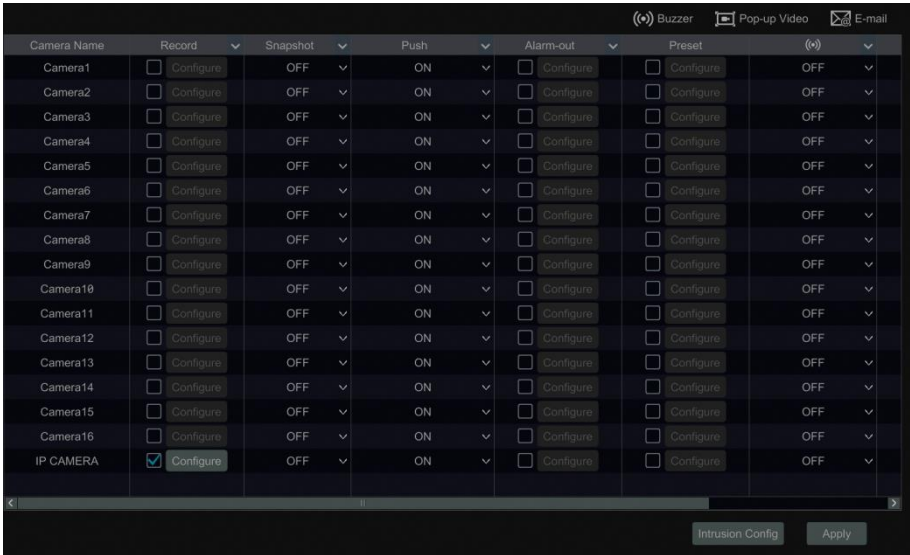 Buzzer Pop-up Video E-mail
Camera Name Record Snapshot Push Alarm-out Preset
Camera1 Configure OFF ON Configure Configure OFF
Camera2 Configure OFF ON Configure Configure OFF
Camera3 Configure OFF ON Configure Configure OFF
Camera4 Configure OFF ON Configure Configure OFF
Camera5 Configure OFF ON Configure Configure OFF
Camera6 Configure OFF ON Configure Configure OFF
Camera7 Configure OFF ON Configure Configure OFF
Camera8 Configure OFF ON Configure Configure OFF
Camera9 Configure OFF ON Configure Configure OFF
Camera10 Configure OFF ON Configure Configure OFF
Camera11 Configure OFF ON Configure Configure OFF
Camera12 Configure OFF ON Configure Configure OFF
Camera13 Configure OFF ON Configure Configure OFF
Camera14 Configure OFF ON Configure Configure OFF
Camera15 Configure OFF ON Configure Configure OFF
Camera16 Configure OFF ON Configure Configure OFF
IP CAMERA Configure OFF ON Configure Configure OFF
Intrusion Config Apply